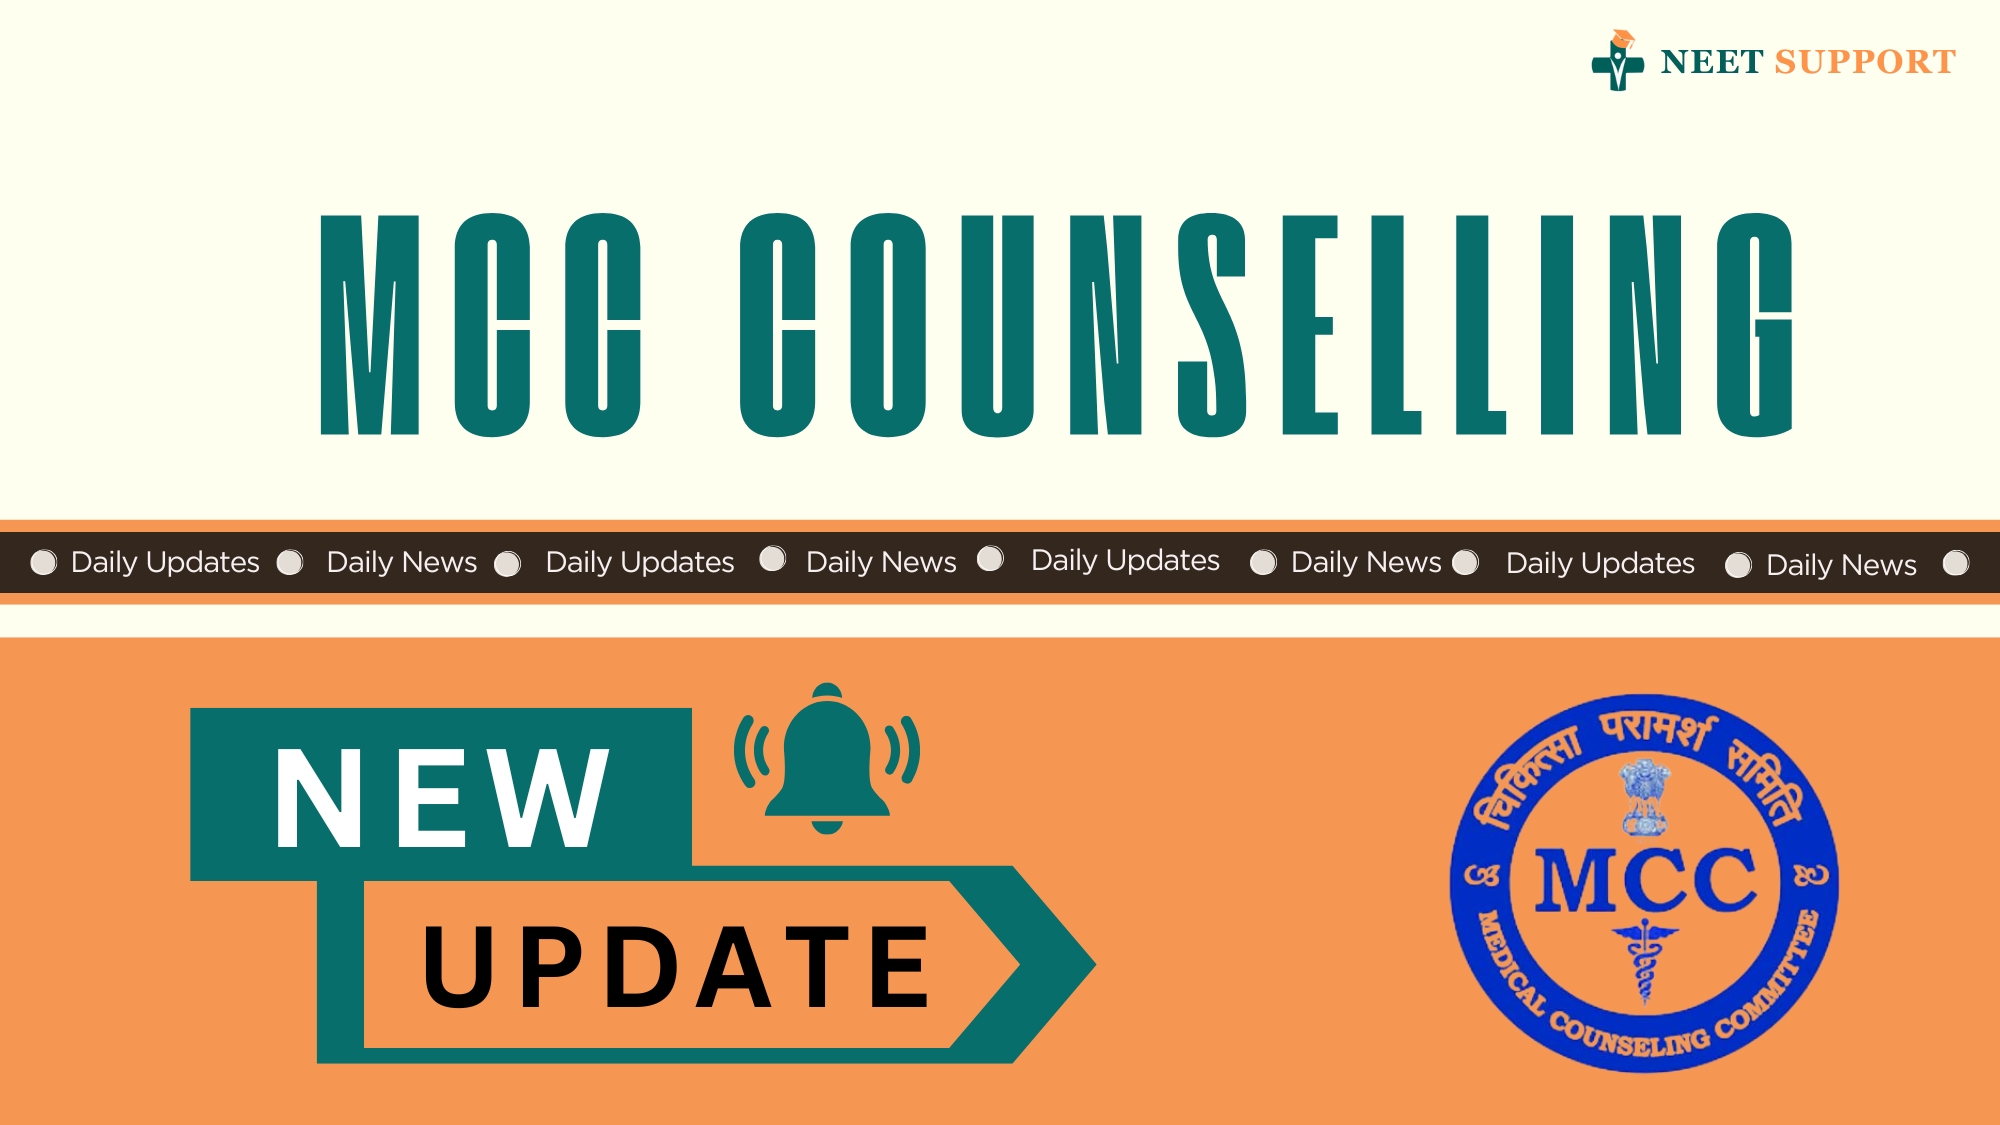 NEET SUPPORT
MCC COUNSELLING
Daily Updates Daily News Daily Updates Daily News Daily Updates Daily News Daily Updates Daily News
NEW
UPDATE
चिकित्सा परामर्श समिति
MCC
MEDICAL COUNSELING COMMITTEE